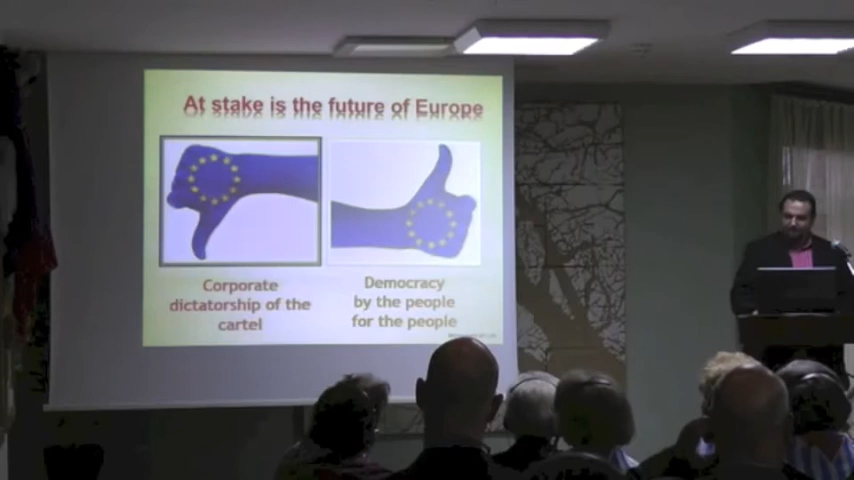 At stake is the future of Europe
Corporate
dictatorship of the
cartel
Democracy
by the people
for the people